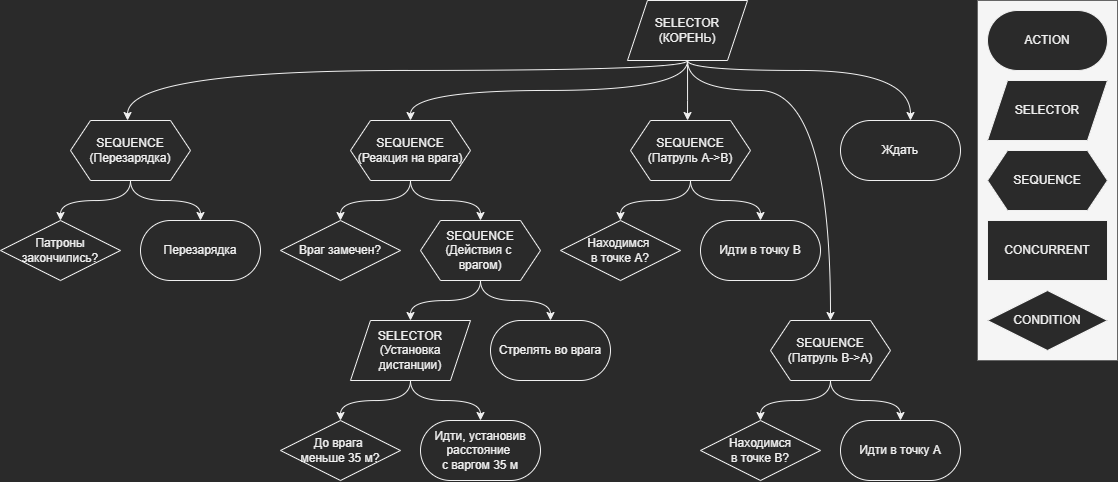 SELECTOR
(КОРЕНЬ)
SEQUENCE
(Перезарядка)
SEQUENCE
(Реакция на врага)
SEQUENCE
(Патруль A->B)
Ждать
Патроны
закончились?
Перезарядка
Враг замечен?
SEQUENCE
(Действия с
врагом)
Находимся
в точке A?
Идти в точку B
SELECTOR
(Установка
дистанции)
Стрелять во врага
SEQUENCE
(Патруль B->A)
До врага
меньше 35 м?
Идти, установив
расстояние
с варгом 35 м
Находимся
в точке B?
Идти в точку A
ACTION
SELECTOR
SEQUENCE
CONCURRENT
CONDITION